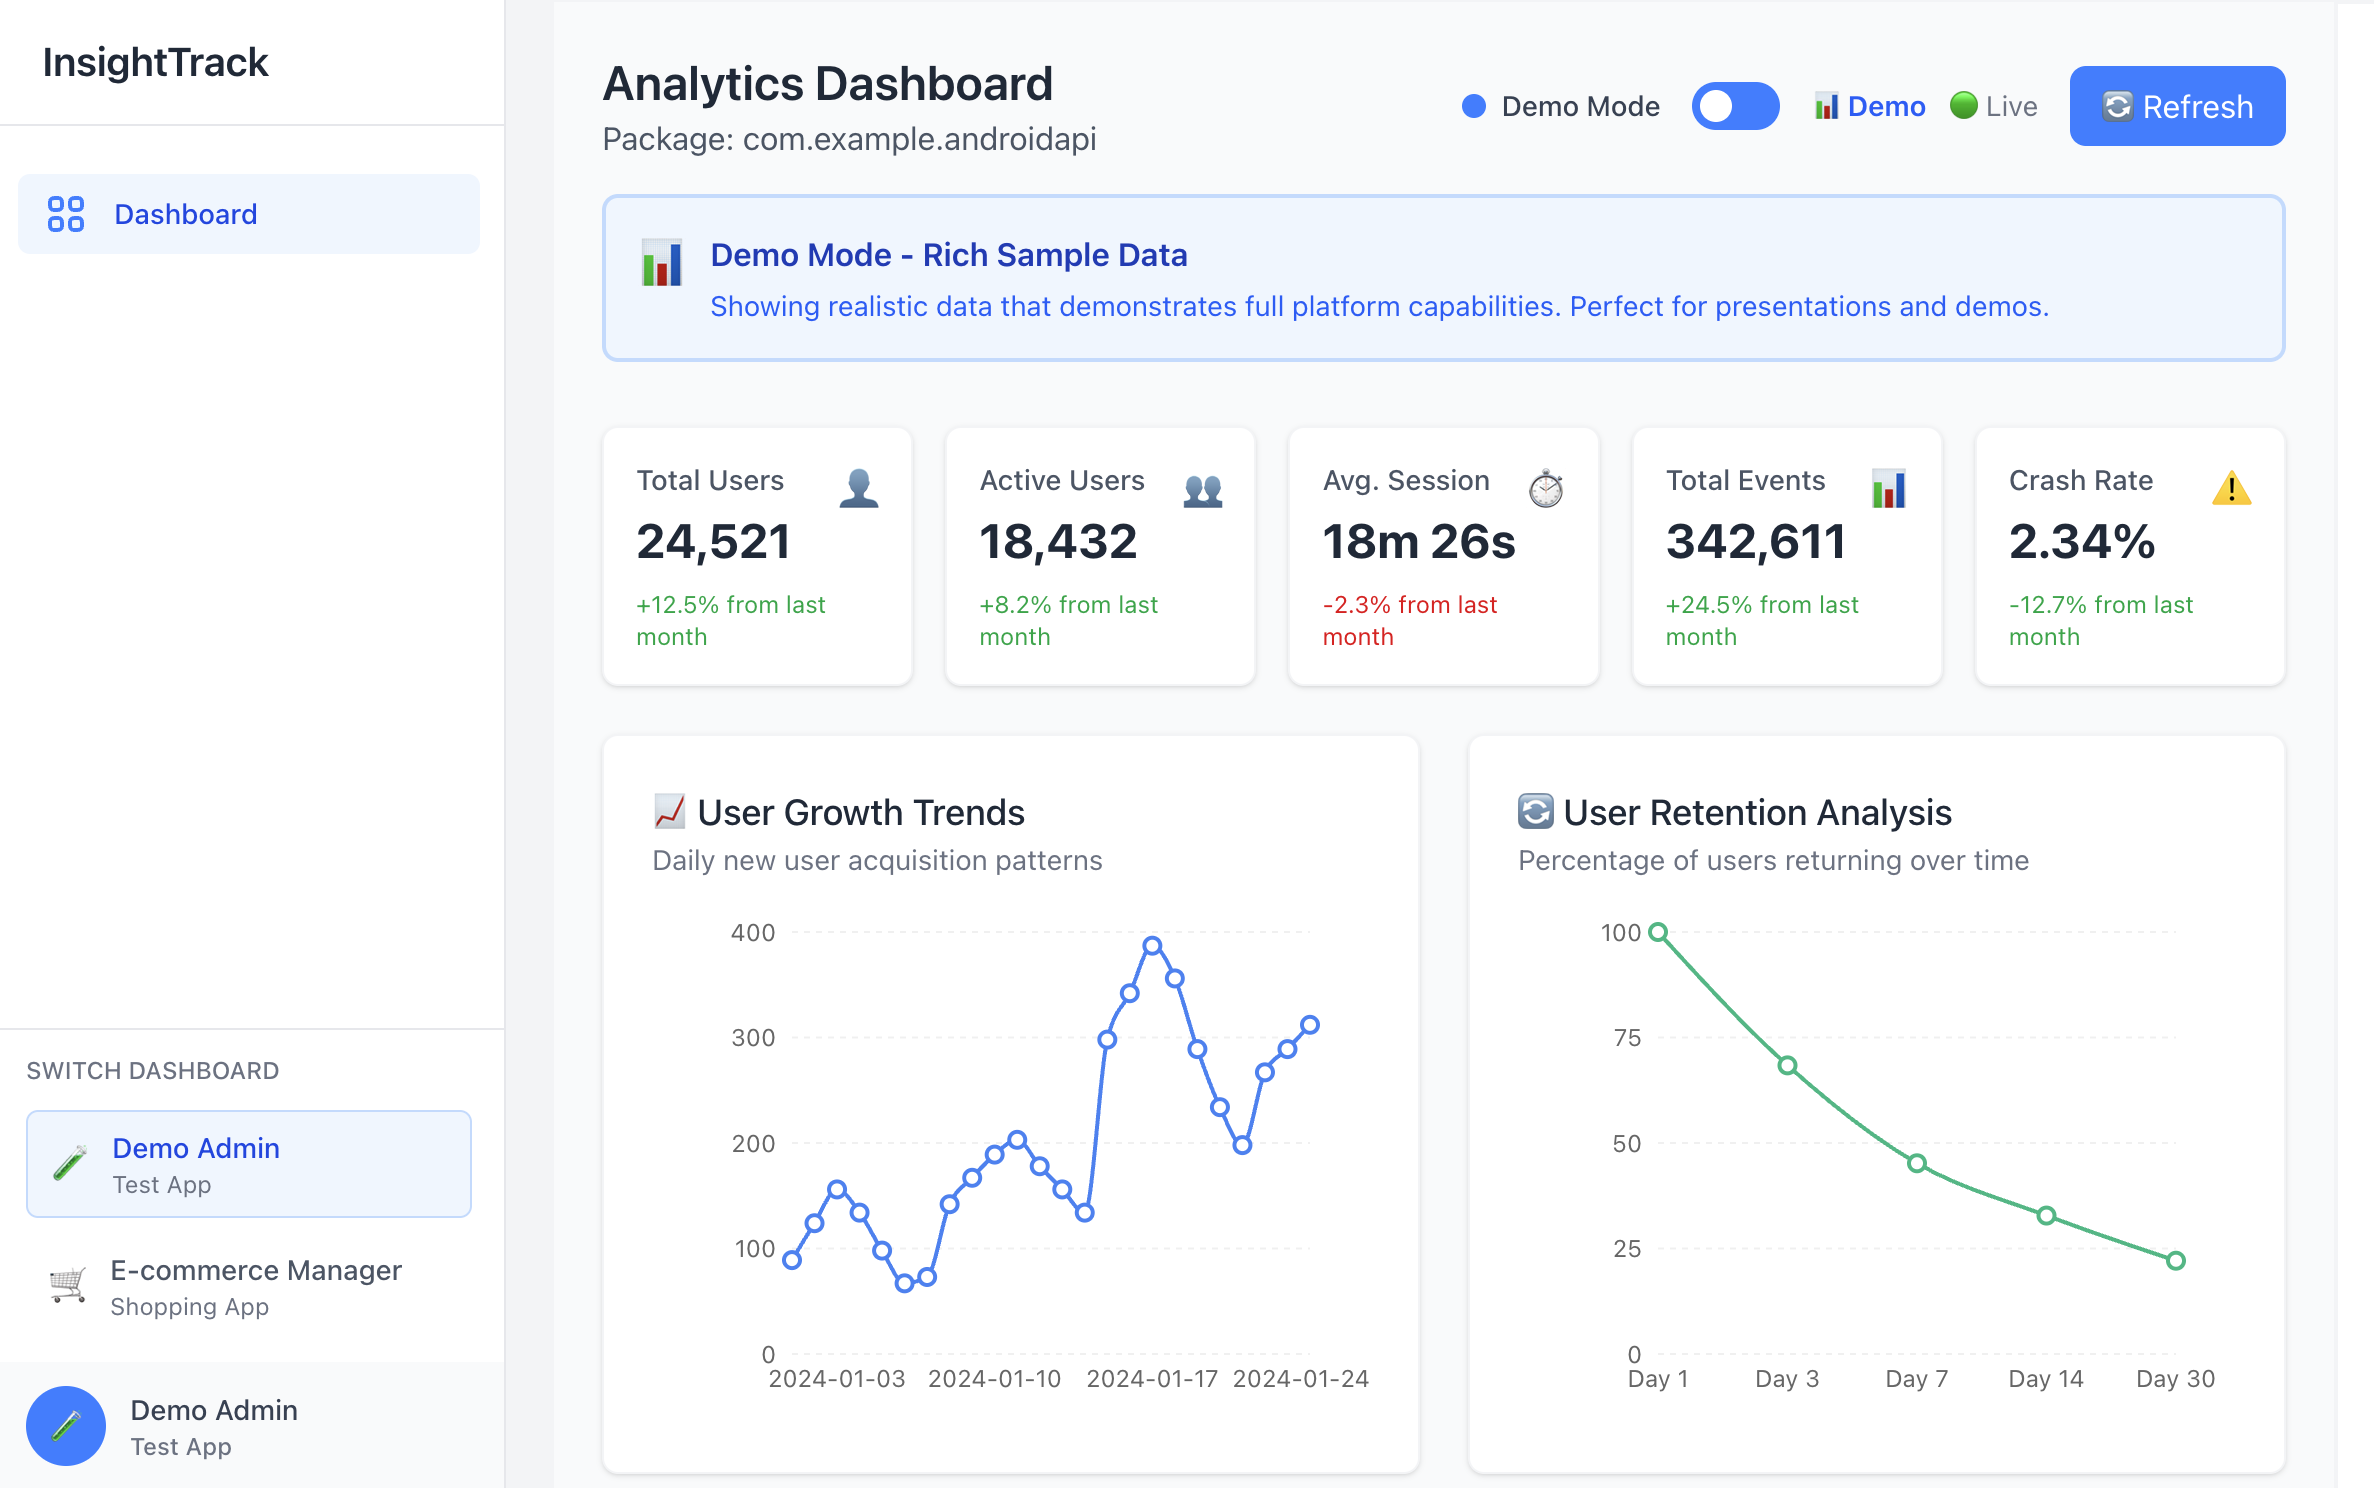 InsightTrack
Dashboard
SWITCH DASHBOARD
Demo Admin
Test App
E-commerce Manager
Shopping App
Demo Admin
Test App
Analytics Dashboard
Package: com.example.androidapi
Demo Mode
Demo
Live
Refresh
Demo Mode - Rich Sample Data
Showing realistic data that demonstrates full platform capabilities. Perfect for presentations and demos.
Total Users
24,521
+12.5% from last
month
Active Users
18,432
+8.2% from last
month
Avg. Session
18m 26s
-2.3% from last
month
Total Events
342,611
+24.5% from last
month
Crash Rate
2.34%
-12.7% from last
month
User Growth Trends
Daily new user acquisition patterns
400
300
200
100
0
2024-01-03 2024-01-10 2024-01-17 2024-01-24
User Retention Analysis
Percentage of users returning over time
100
75
50
25
0
Day 1 Day 3 Day 7 Day 14 Day 30